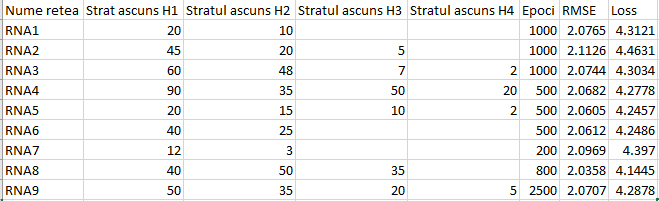 Nume retea Strat ascuns H1 Stratul ascuns H2 Stratul ascuns H3 Stratul ascuns H4 Epoci RMSE Loss
RNA1 20 10 1000 2.0765 4.3121
RNA2 45 20 5 1000 2.1126 4.4631
RNA3 60 48 7 2 1000 2.0744 4.3034
RNA4 90 35 50 20 500 2.0682 4.2778
RNA5 20 15 10 2 500 2.0605 4.2457
RNA6 40 25 500 2.0612 4.2486
RNA7 12 3 200 2.0969 4.397
RNA8 40 50 35 800 2.0358 4.1445
RNA9 50 35 20 5 2500 2.0707 4.2878